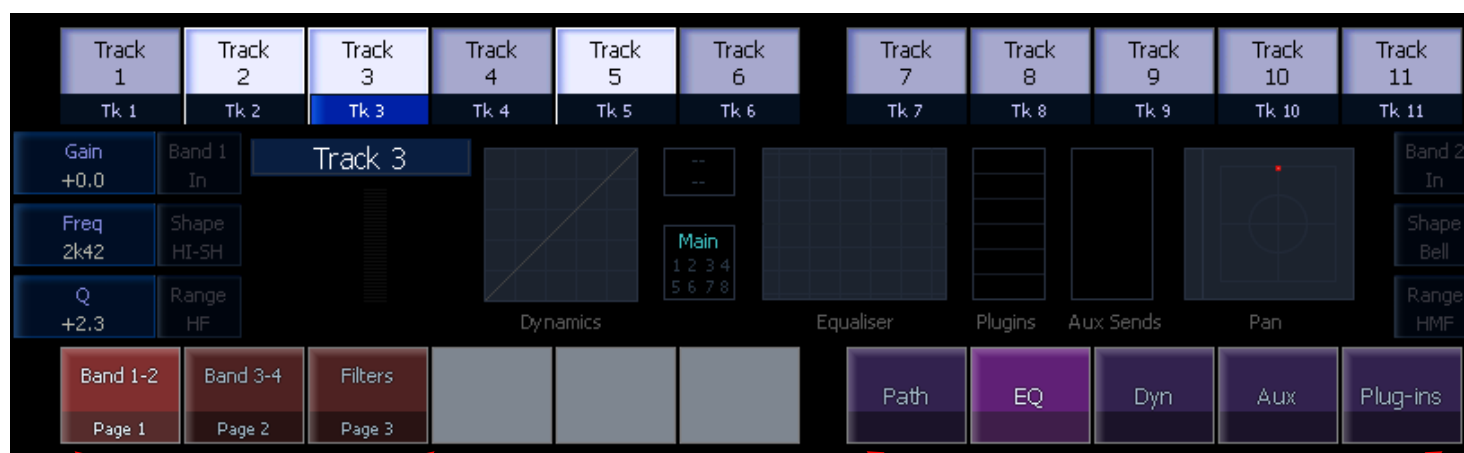 Track Track Track Track Track Track Track Track Track Track Track
1 2 3 4 5 6 7 8 9 10 11
Tk 1 Tk 2 Tk 3 Tk 4 Tk 5 Tk 6 Tk 7 Tk 8 Tk 9 Tk 10 Tk 11
Gain Band 1 Track 3 -- Band 2
+0.0 In -- In
Freq Shape Shape
2k42 HI-SH Main Bell
1 2 3 4
Q Range 5 6 7 8 Range
+2.3 HF Dynamics Equaliser Plugins Aux Sends Pan HMF
Band 1-2 Band 3-4 Filters
Path EQ Dyn Aux Plug-ins
Page 1 Page 2 Page 3